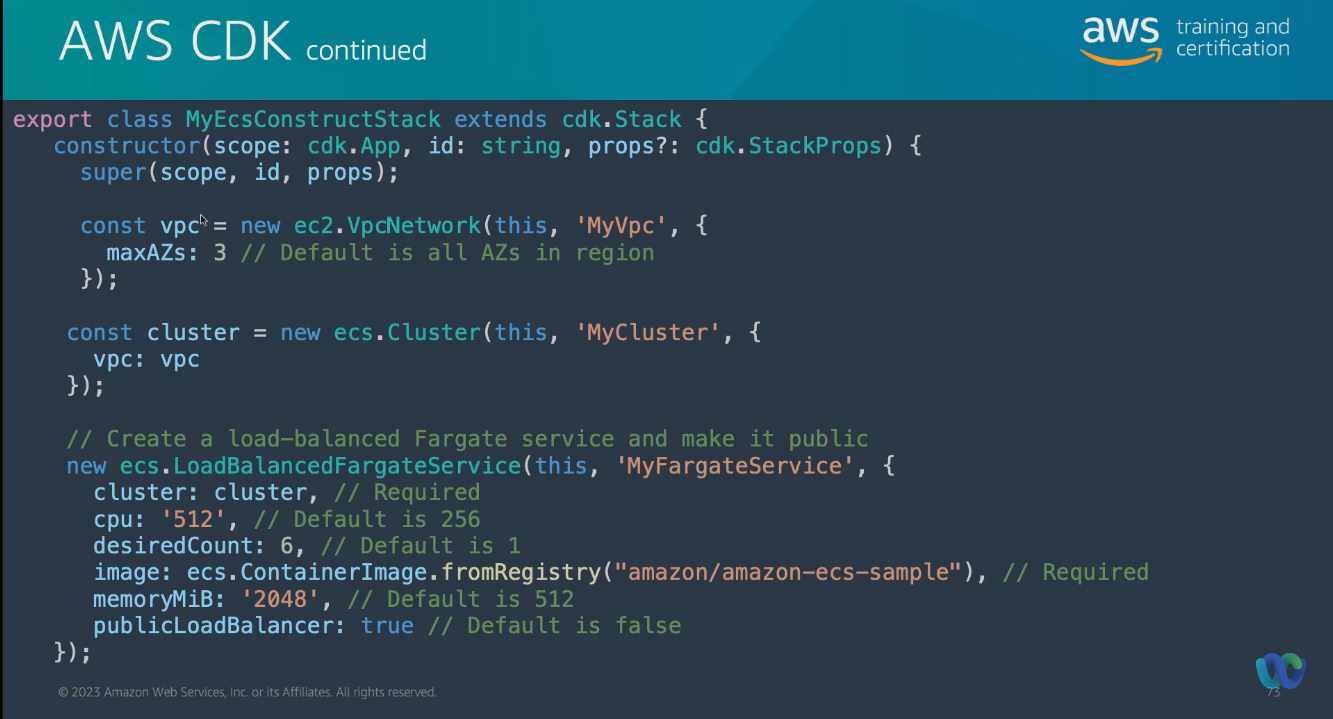 AWS CDK continued
aws training and
certification
export class MyEcsConstructStack extends cdk.Stack {
constructor(scope: cdk.App, id: string, props?: cdk.StackProps) {
super(scope, id, props);
const vpc = new ec2.VpcNetwork(this, 'MyVpc', {
maxAZs: 3 // Default is all AZs in region
});
const cluster = new ecs.Cluster(this, 'MyCluster', {
vpc: vpc
});
// Create a load-balanced Fargate service and make it public
new ecs.LoadBalancedFargateService(this, 'MyFargateService', {
cluster: cluster, // Required
cpu: '512', // Default is 256
desiredCount: 6, // Default is 1
image: ecs.ContainerImage.fromRegistry("amazon/amazon-ecs-sample"), // Required
memoryMiB: '2048', // Default is 512
publicLoadBalancer: true // Default is false
});
© 2023 Amazon Web Services, Inc. or its Affiliates. All rights reserved.
73